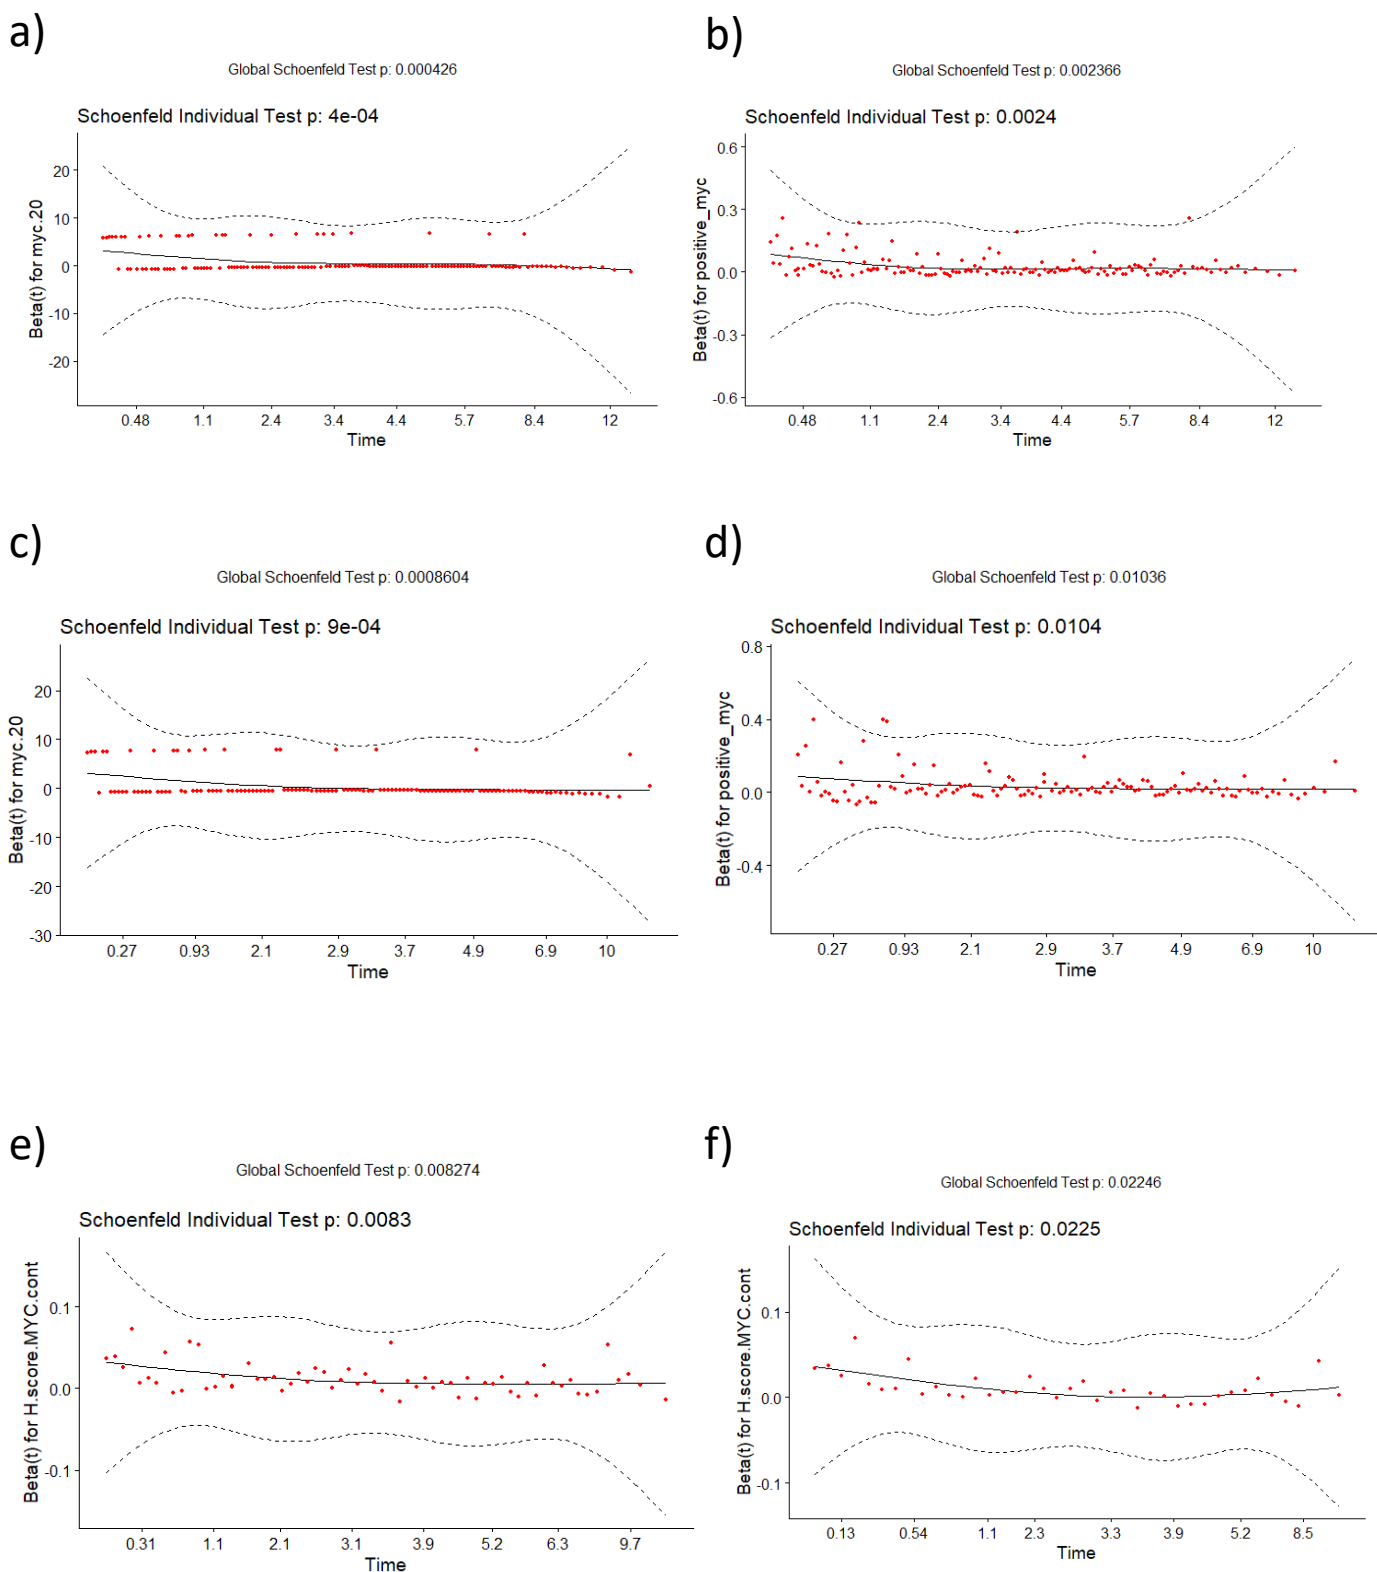 a)
Global Schoenfeld Test p: 0.000426
Schoenfeld Individual Test p: 4e-04
Beta(t) for myc.20
20
10
0
-10
-20
0.48 1.1 2.4 3.4 4.4 5.7 8.4 12
Time
b)
Global Schoenfeld Test p: 0.002366
Schoenfeld Individual Test p: 0.0024
Beta(t) for positive_myc
0.6
0.3
0.0
-0.3
-0.6
0.48 1.1 2.4 3.4 4.4 5.7 8.4 12
Time
c)
Global Schoenfeld Test p: 0.0008604
Schoenfeld Individual Test p: 9e-04
Beta(t) for myc.20
20
10
0
-10
-20
-30
0.27 0.93 2.1 2.9 3.7 4.9 6.9 10
Time
d)
Global Schoenfeld Test p: 0.01036
Schoenfeld Individual Test p: 0.0104
Beta(t) for positive_myc
0.8
0.4
0.0
-0.4
0.27 0.93 2.1 2.9 3.7 4.9 6.9 10
Time
e)
Global Schoenfeld Test p: 0.008274
Schoenfeld Individual Test p: 0.0083
Beta(t) for H.score.MYC.cont
0.1
0.0
-0.1
0.31 1.1 2.1 3.1 3.9 5.2 6.3 9.7
Time
f)
Global Schoenfeld Test p: 0.02246
Schoenfeld Individual Test p: 0.0225
Beta(t) for H.score.MYC.cont
0.1
0.0
-0.1
0.13 0.54 1.1 2.3 3.3 3.9 5.2 8.5
Time